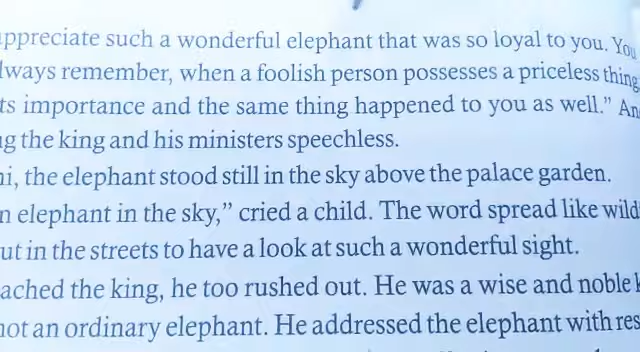 appreciate such a wonderful elephant that was so loyal to you. You
lways remember, when a foolish person possesses a priceless thing
ts importance and the same thing happened to you as well.” An
g the king and his ministers speechless.
i, the elephant stood still in the sky above the palace garden.
n elephant in the sky,” cried a child. The word spread like wild
ut in the streets to have a look at such a wonderful sight.
ached the king, he too rushed out. He was a wise and noble k
not an ordinary elephant. He addressed the elephant with res